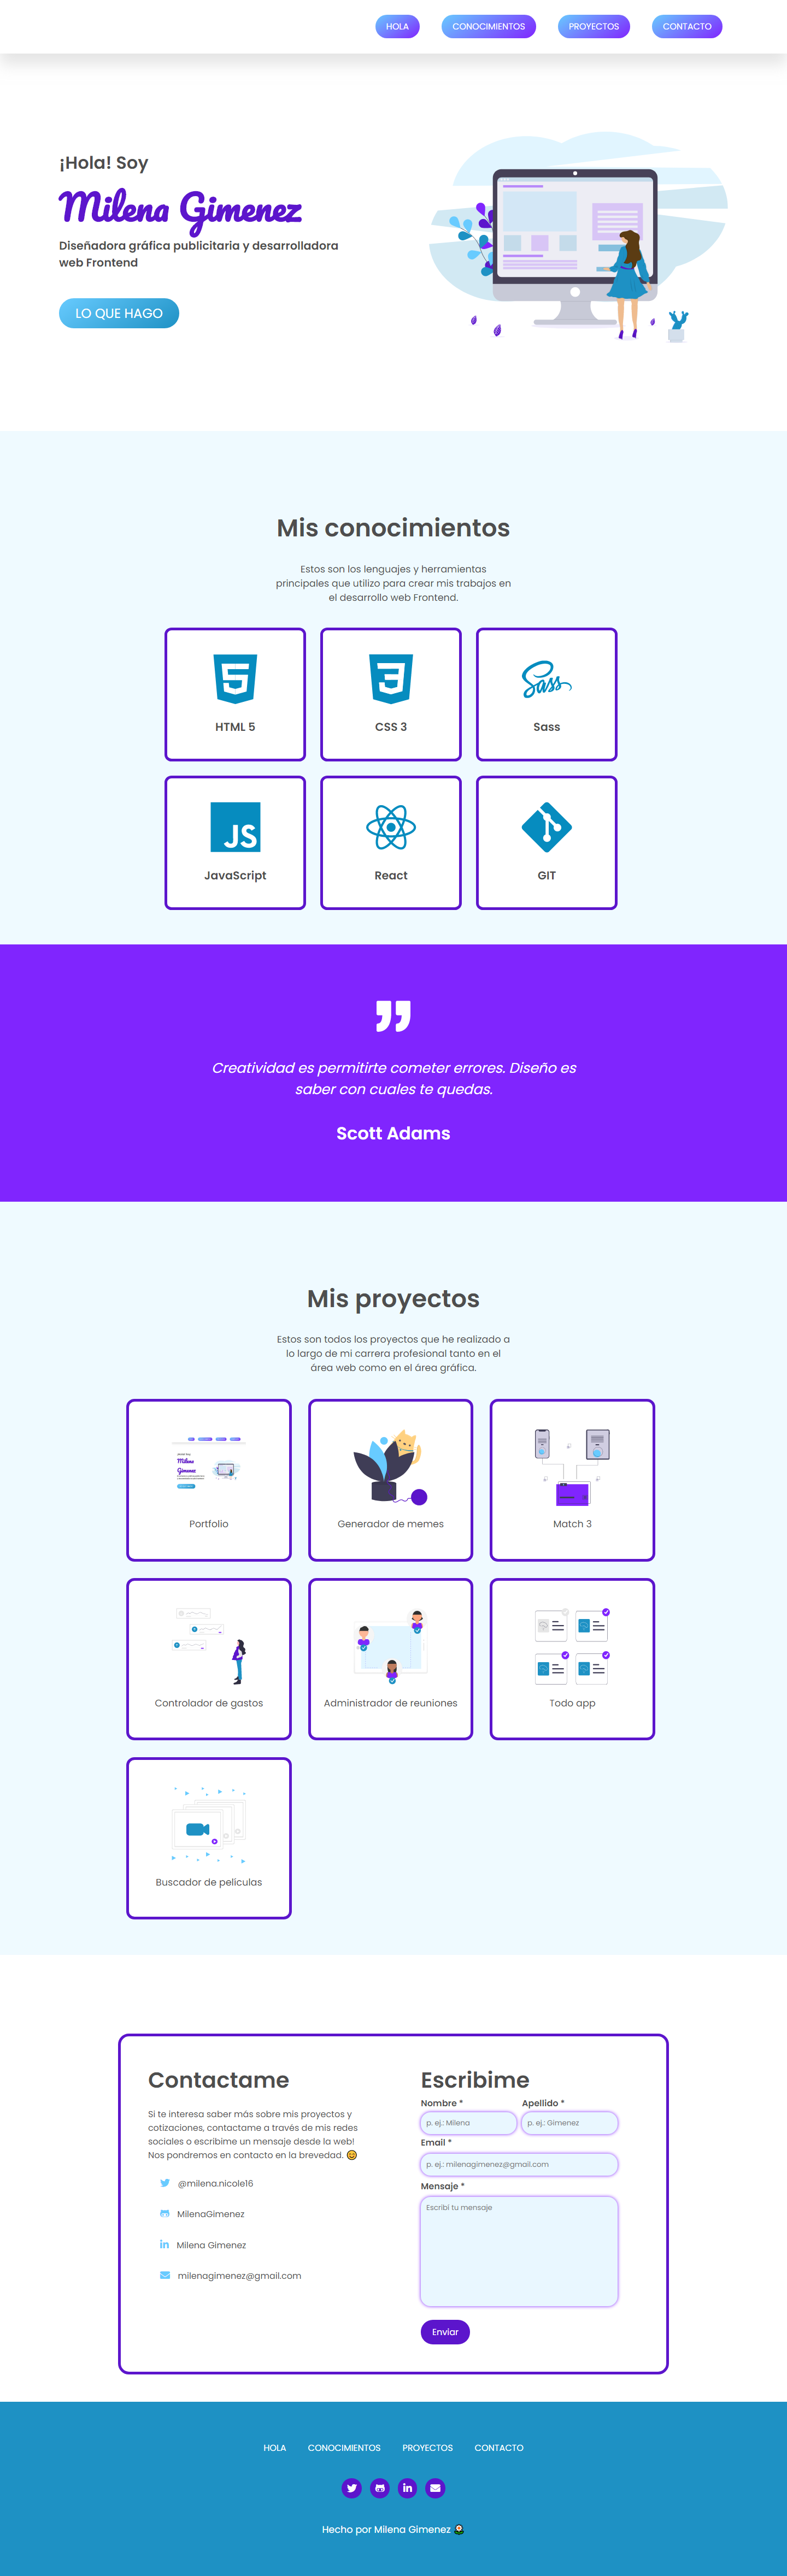 HOLA
CONOCIMIENTOS
PROYECTOS
CONTACTO
¡Hola! Soy
Milena Gimenez
Diseñadora gráfica publicitaria y desarrolladora
web Frontend
LO QUE HAGO
Mis conocimientos
Estos son los lenguajes y herramientas
principales que utilizo para crear mis trabajos en
el desarrollo web Frontend.
HTML 5
CSS 3
Sass
Sass
JS
JavaScript
React
GIT
Creatividad es permitirte cometer errores. Diseño es
saber con cuales te quedas.
Scott Adams
Mis proyectos
Estos son todos los proyectos que he realizado a
lo largo de mi carrera profesional tanto en el
área web como en el área gráfica.
Milena
Gimenez
Portfolio
Generador de memes
Match 3
Controlador de gastos
Administrador de reuniones
Todo app
Buscador de películas
Contactame
Si te interesa saber más sobre mis proyectos y
cotizaciones, contactame a través de mis redes
sociales o escribime un mensaje desde la web!
Nos pondremos en contacto en la brevedad. 😊
@milena.nicole16
MilenaGimenez
Milena Gimenez
milenagimenez@gmail.com
Escribime
Nombre *
Apellido *
p. ej.: Milena
p. ej.: Gimenez
Email *
p. ej.: milenagimenez@gmail.com
Mensaje *
Escribí tu mensaje
Enviar
HOLA
CONOCIMIENTOS
PROYECTOS
CONTACTO
Hecho por Milena Gimenez